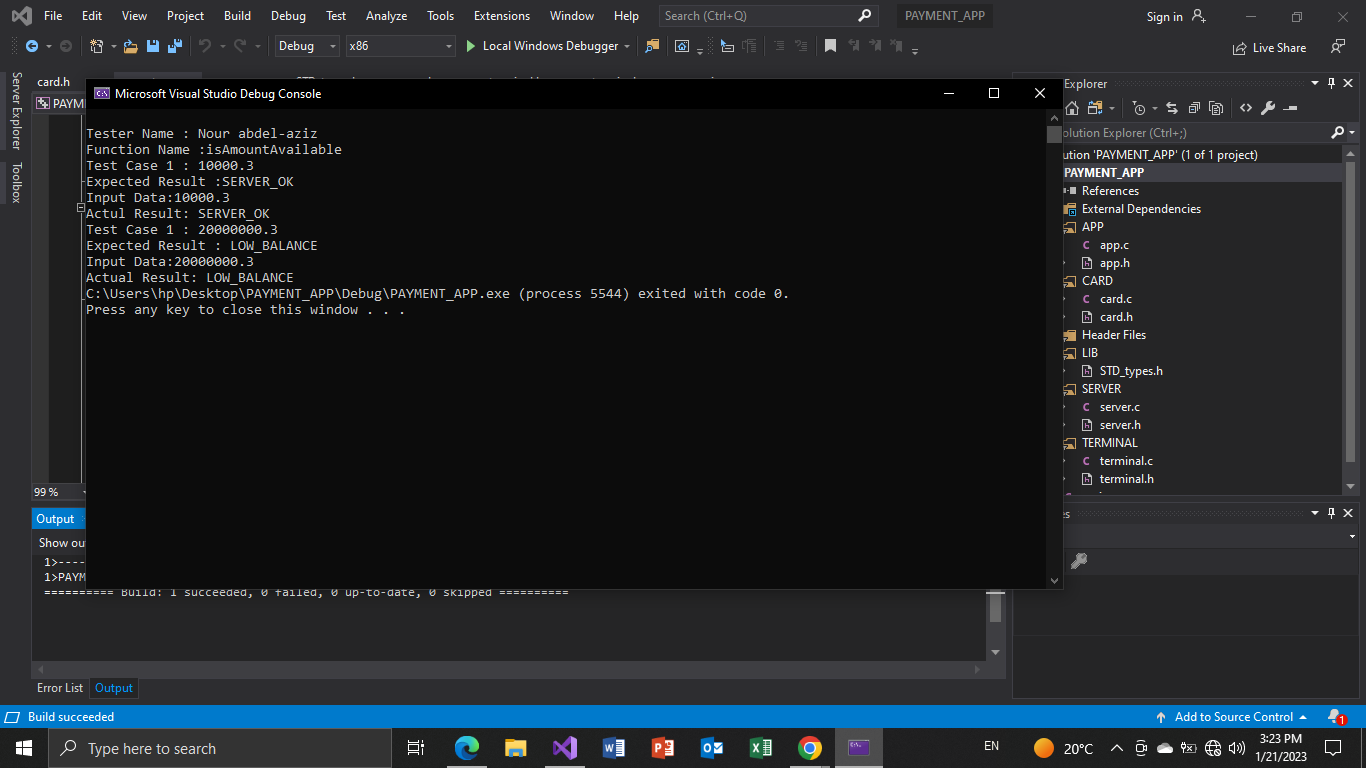 File Edit View Project Build Debug Test Analyze Tools Extensions Window Help Search (Ctrl+Q) PAYMENT_APP Sign in
Debug x86 Local Windows Debugger Live Share
Server Explorer
Toolbox
card.h
PAYM
Microsoft Visual Studio Debug Console
Tester Name : Nour abdel-aziz
Function Name :isAmountAvailable
Test Case 1 : 10000.3
Expected Result :SERVER_OK
Input Data:10000.3
Actul Result: SERVER_OK
Test Case 1 : 20000000.3
Expected Result : LOW_BALANCE
Input Data:20000000.3
Actual Result: LOW_BALANCE
C:\Users\hp\Desktop\PAYMENT_APP\Debug\PAYMENT_APP.exe (process 5544) exited with code 0.
Press any key to close this window . . .
Explorer
olution Explorer (Ctrl+;)
ution 'PAYMENT_APP' (1 of 1 project)
PAYMENT_APP
References
External Dependencies
APP
app.c
app.h
CARD
card.c
card.h
Header Files
LIB
STD_types.h
SERVER
server.c
server.h
TERMINAL
terminal.c
terminal.h
es
99 %
Output
Show ou
1>----
1>PAYM
========== Build: 1 succeeded, 0 failed, 0 up-to-date, 0 skipped ==========
Error List Output
Build succeeded Add to Source Control 1
Type here to search EN 20°C 3:23 PM
1/21/2023